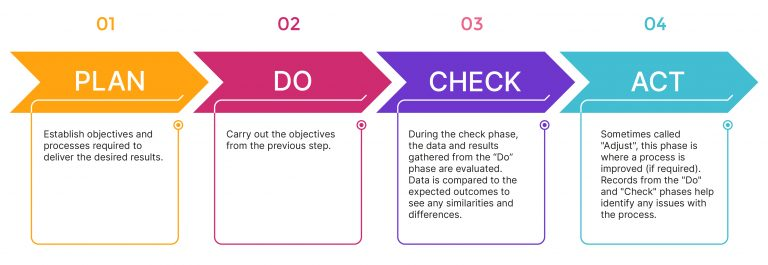 01
02
03
04
PLAN
DO
CHECK
ACT
Establish objectives and
processes required to
deliver the desired results.
Carry out the objectives
from the previous step.
During the check phase,
the data and results
gathered from the “Do”
phase are evaluated.
Data is compared to the
expected outcomes to
see any similarities and
differences.
Sometimes called
"Adjust", this phase is
where a process is
improved (if required).
Records from the "Do"
and "Check" phases help
identify any issues with
the process.